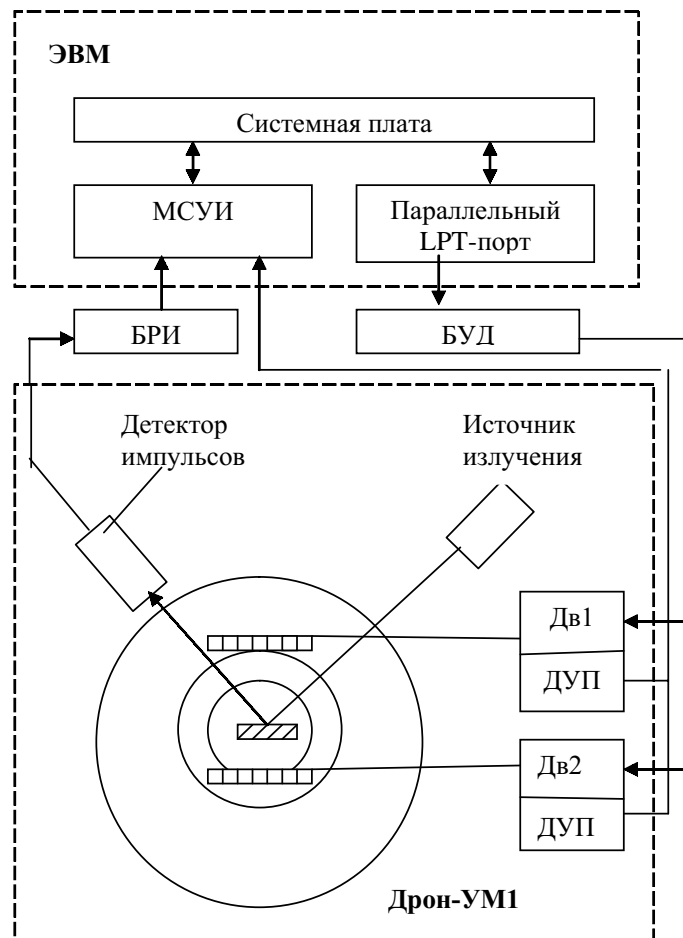 ЭВМ
Системная плата
МСУИ
Параллельный
LPT-порт
БРИ
БУД
Детектор
импульсов
Источник
излучения
Дв1
ДУП
Дв2
ДУП
Дрон-УМ1